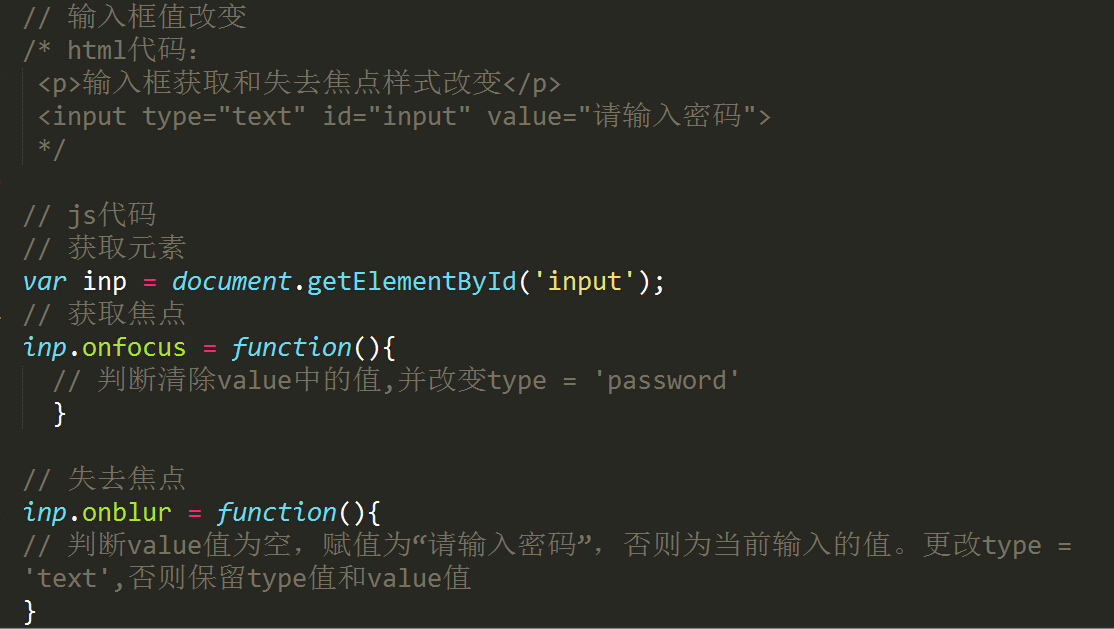 // 输入框值改变
/* html代码：
<p>输入框获取和失去焦点样式改变</p>
<input type="text" id="input" value="请输入密码">
*/
// js代码
// 获取元素
var inp = document.getElementById('input');
// 获取焦点
inp.onfocus = function(){
// 判断清除value中的值,并改变type = 'password'
}
// 失去焦点
inp.onblur = function(){
// 判断value值为空，赋值为“请输入密码”，否则为当前输入的值。更改type =
'text',否则保留type值和value值
}